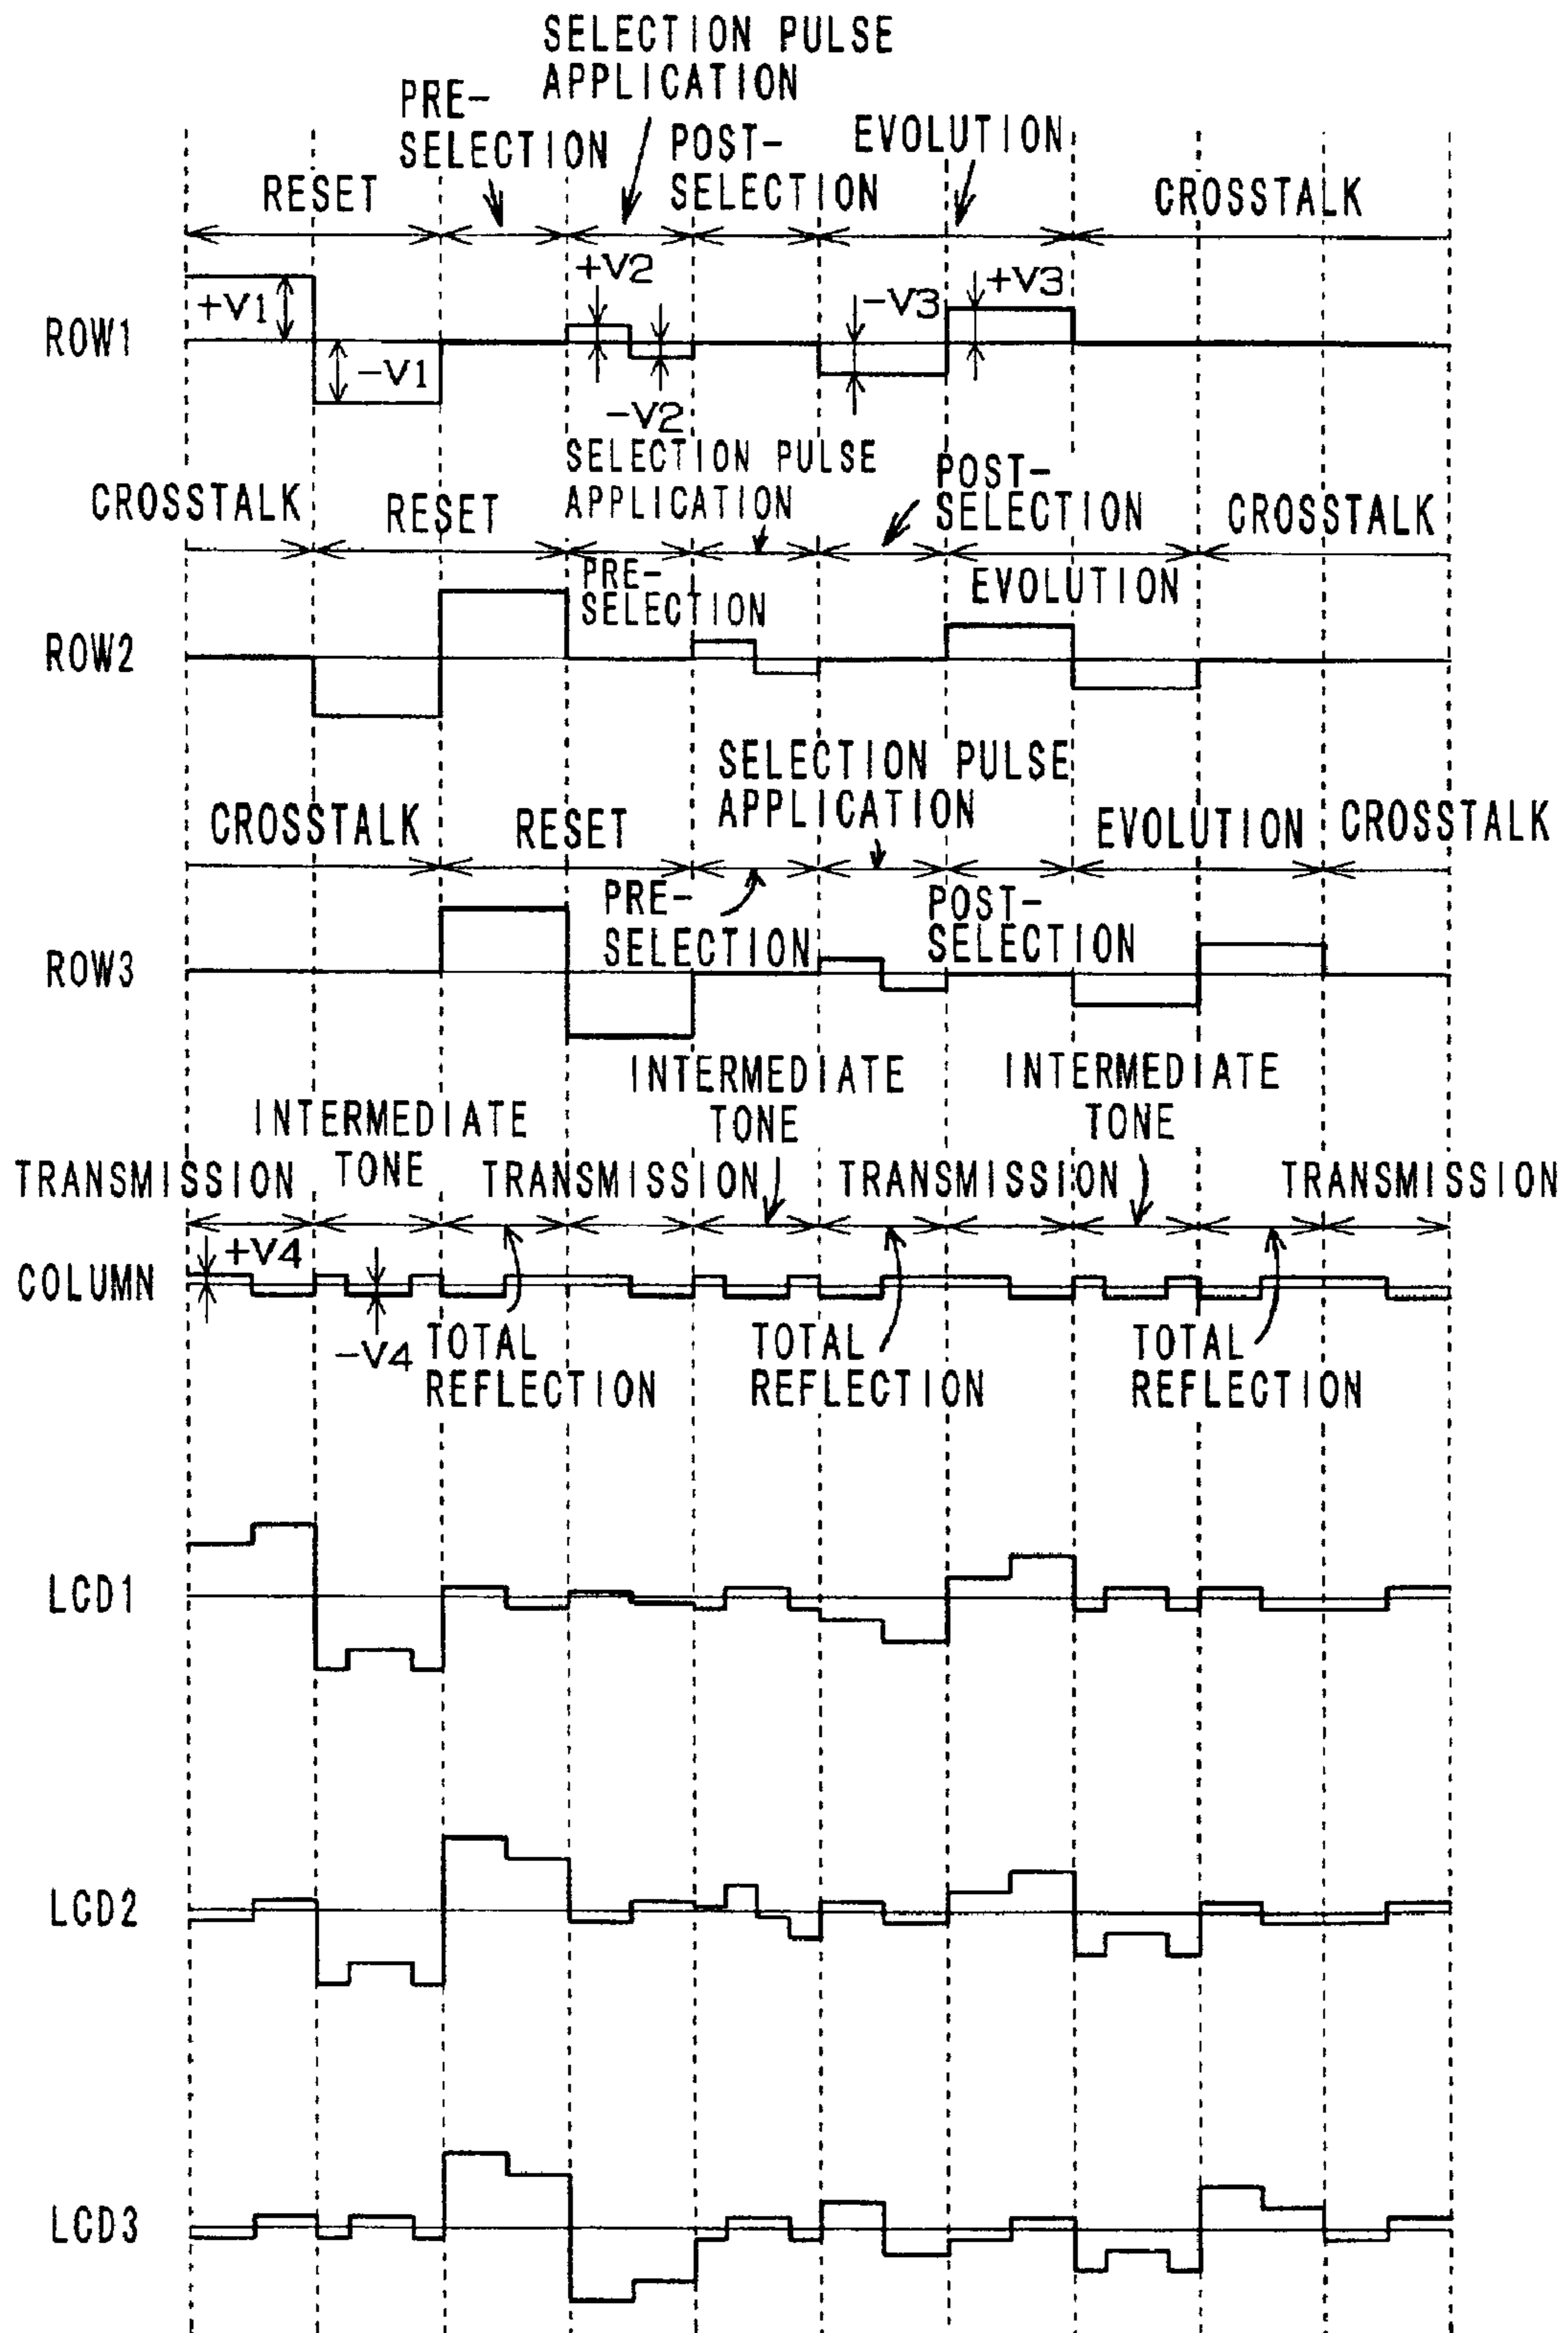 SELECTION PULSE
APPLICATION
PRE-
SELECTION
POST-
SELECTION
EVOLUTION
RESET
CROSSTALK
ROW1
+V1
-V1
+V2
-V2
-V3
+V3
SELECTION PULSE
APPLICATION
POST-
SELECTION
CROSSTALK
RESET
CROSSTALK
PRE-
SELECTION
EVOLUTION
ROW2
SELECTION PULSE
APPLICATION
CROSSTALK
RESET
EVOLUTION
CROSSTALK
PRE-
SELECTION
POST-
SELECTION
ROW3
INTERMEDIATE
TONE
INTERMEDIATE
TONE
INTERMEDIATE
TONE
TRANSMISSION
TRANSMISSION
TRANSMISSION
TRANSMISSION
COLUMN
+V4
-V4
TOTAL
REFLECTION
TOTAL
REFLECTION
TOTAL
REFLECTION
LCD1
LCD2
LCD3